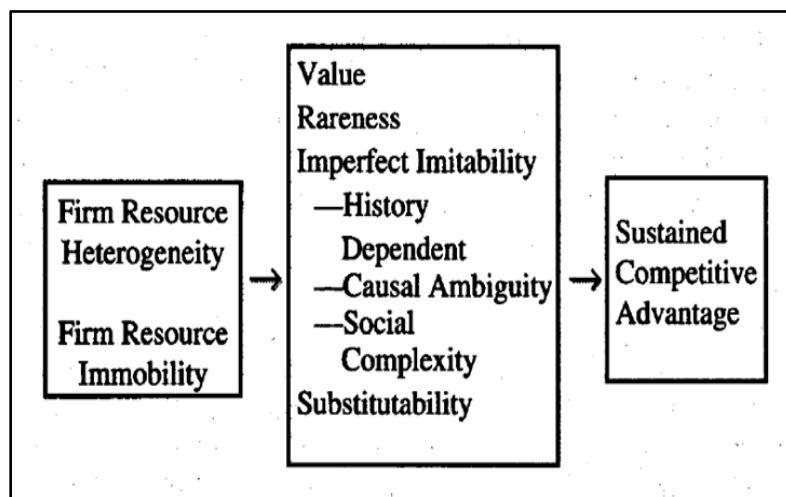 Firm Resource
Heterogeneity
Firm Resource
Immobility
→
Value
Rareness
Imperfect Imitability
—History
Dependent
—Causal Ambiguity
—Social
Complexity
Substitutability
→
Sustained
Competitive
Advantage